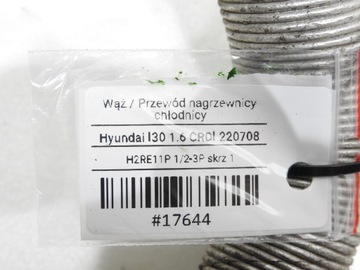 Wąż / Przewód nagrzewnicy
chłodnicy
Hyundai I30 1.6 CRDI 220708
H2RE11P 1/2-3P skrz 1
#17644